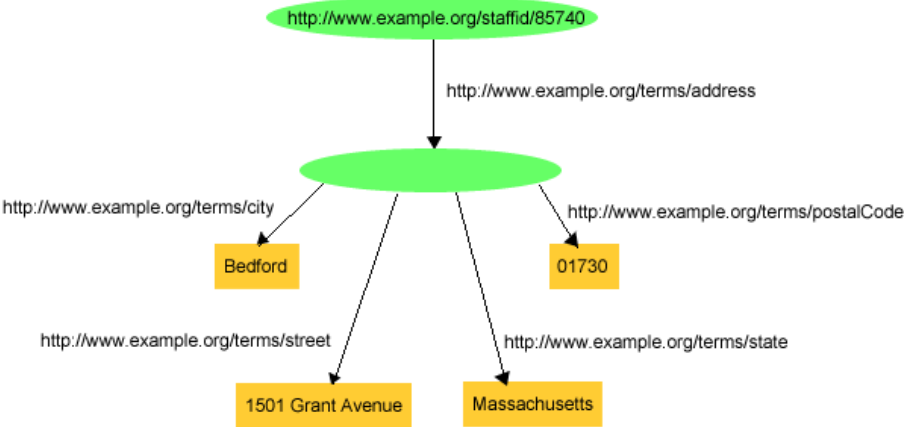 http://www.example.org/staffid/85740
http://www.example.org/terms/address
http://www.example.org/terms/city
http://www.example.org/terms/postalCode
Bedford
01730
http://www.example.org/terms/street
http://www.example.org/terms/state
1501 Grant Avenue
Massachusetts